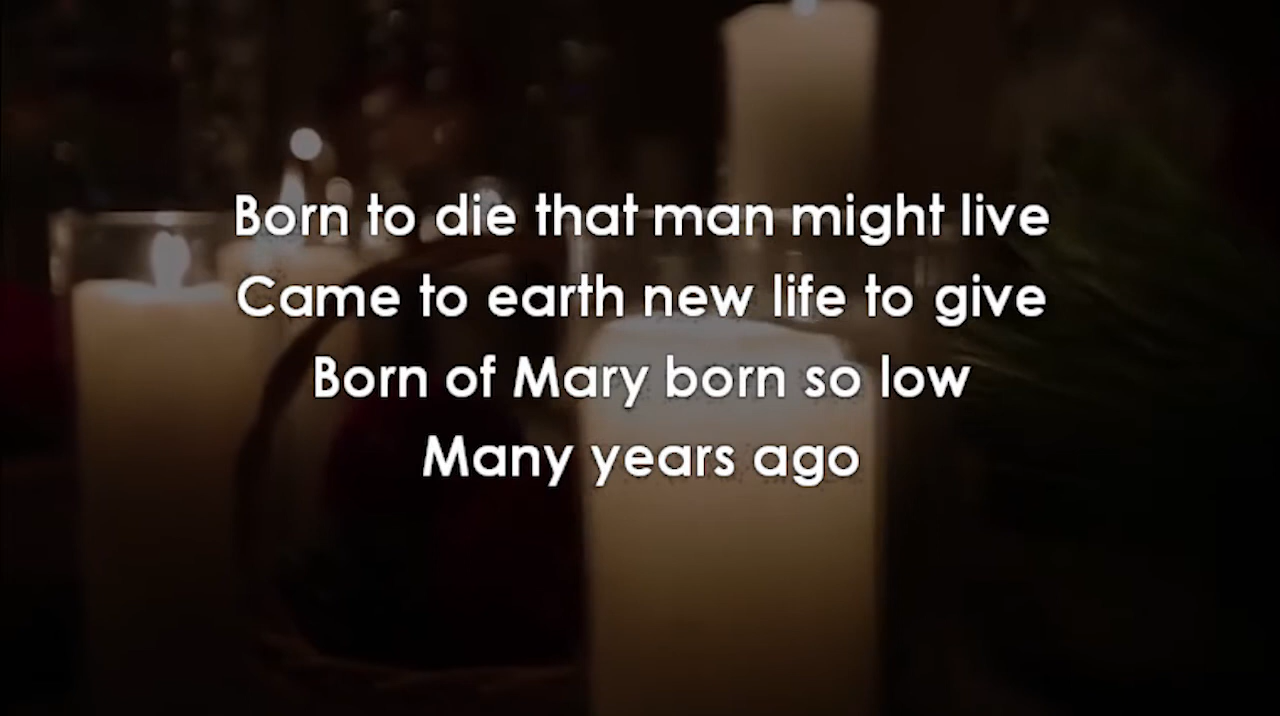 Born to die that man might live
Came to earth new life to give
Born of Mary born so low
Many years ago